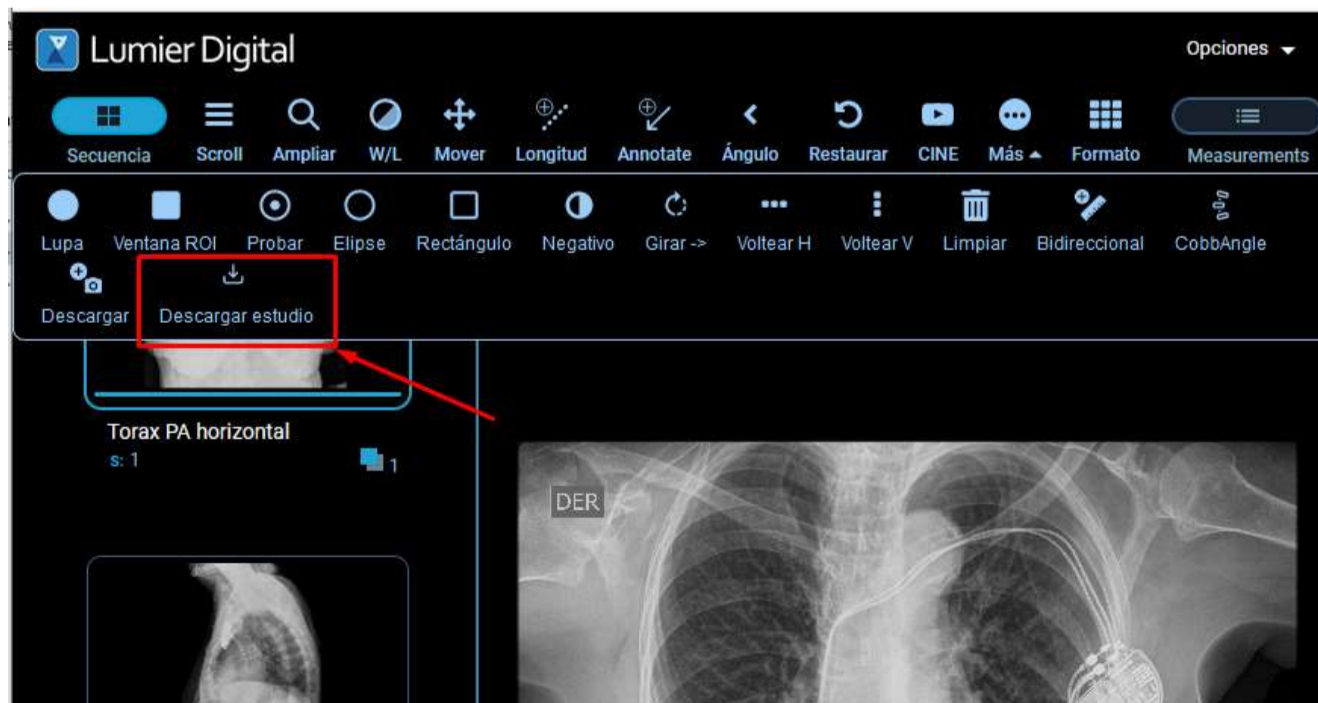 Lumier Digital
Opciones
Secuencia Scroll Ampliar W/L Mover Longitud Annotate Ángulo Restaurar CINE Más Formato Measurements
Lupa Ventana ROI Probar Elipse Rectángulo Negativo Girar -> Voltear H Voltear V Limpiar Bidireccional CobbAngle
Descargar Descargar estudio
Torax PA horizontal
s: 1 1
DER